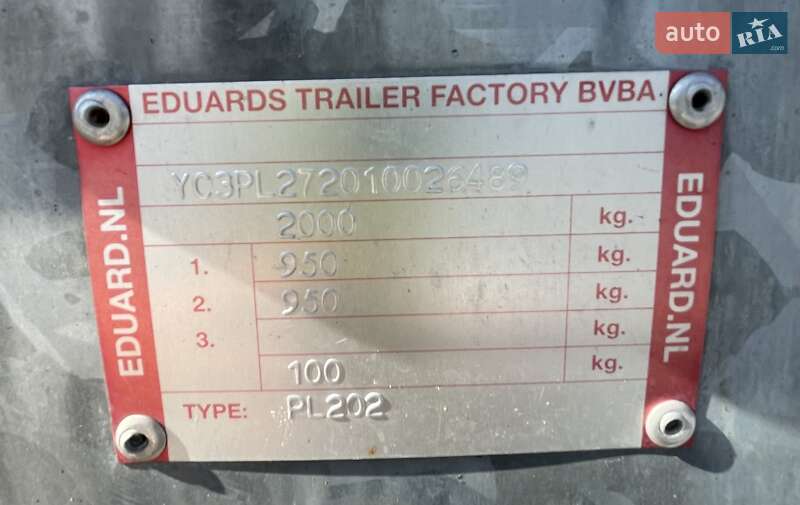 auto RIA .com
EDUARDS TRAILER FACTORY BVBA
YC3PL272010026489
2000 kg.
1. 950 kg.
2. 950 kg.
3. - kg.
100 kg.
TYPE: PL202
EDUARD.NL
EDUARD.NL